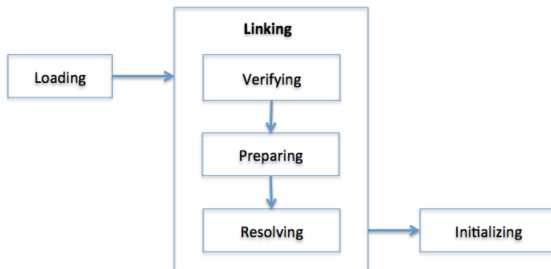 Linking
Loading
Verifying
Preparing
Resolving
Initializing